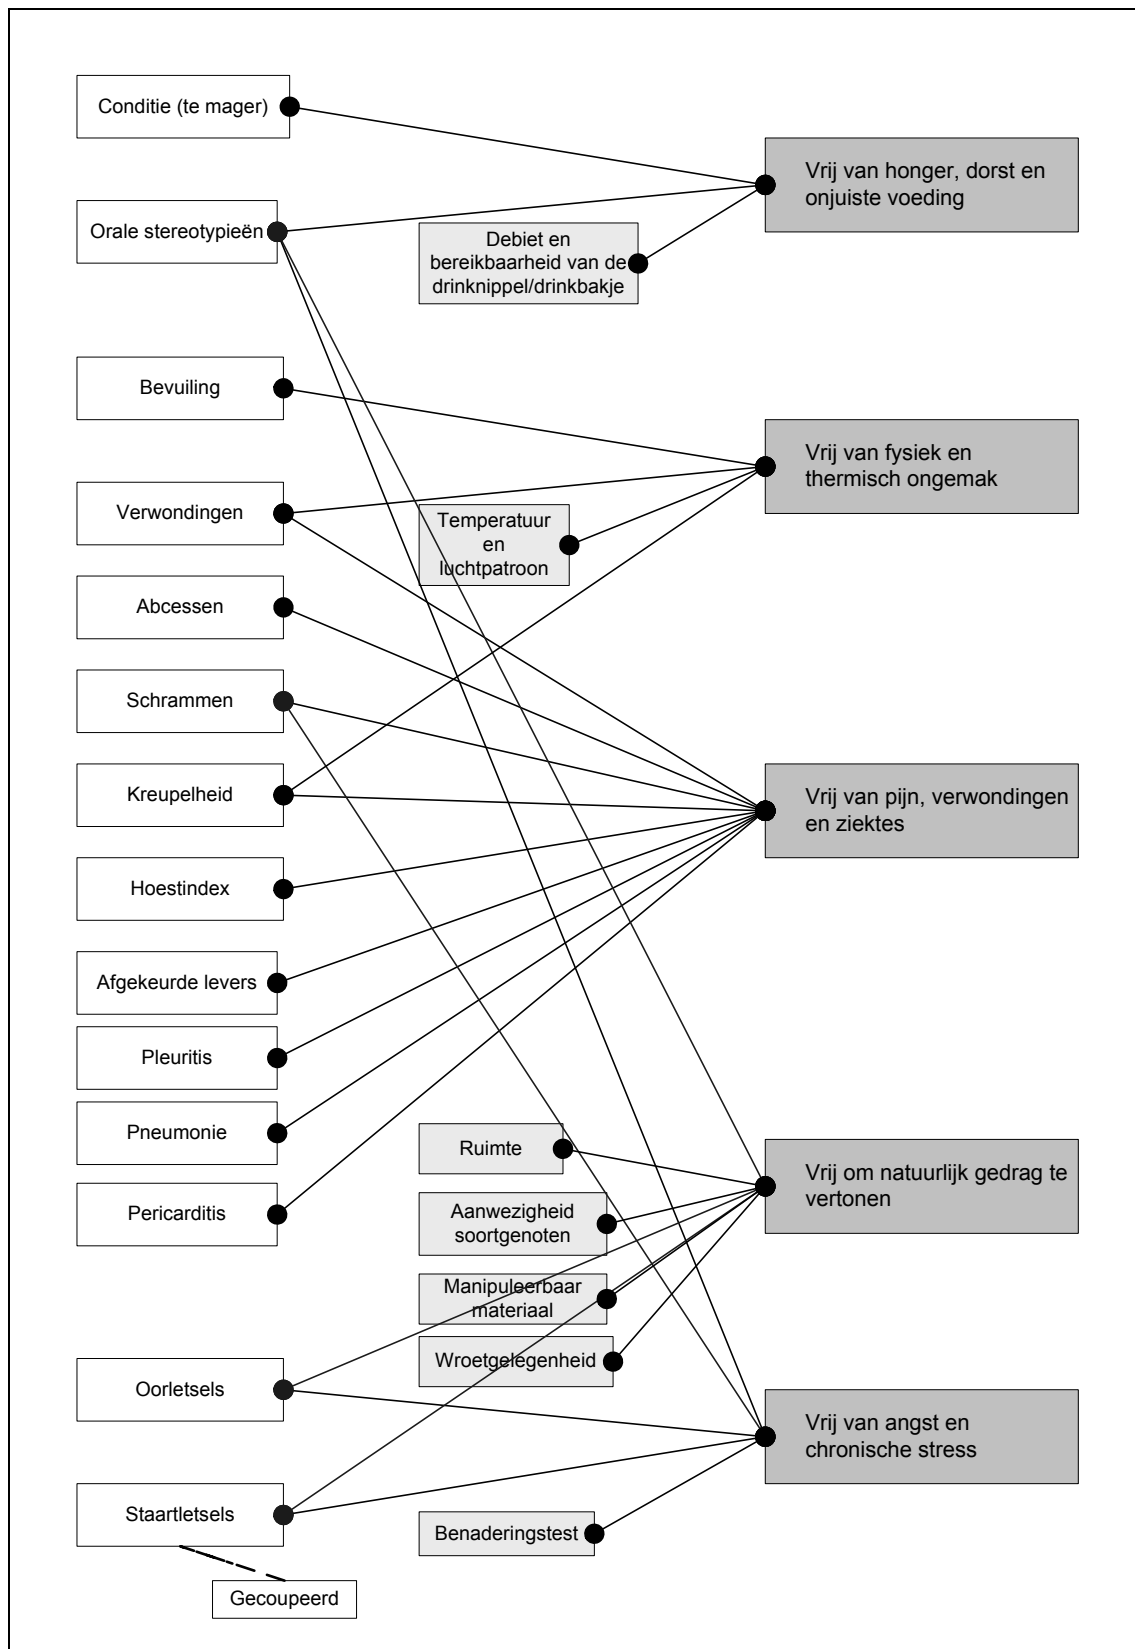 Conditie (te mager)
Vrij van honger, dorst en
onjuiste voeding
Orale stereotypieën
Debiet en
bereikbaarheid van de
drinknippel/drinkbakje
Bevuiling
Vrij van fysiek en
thermisch ongemak
Verwondingen
Temperatuur
en
luchtpatroon
Abcessen
Schrammen
Kreupelheid
Vrij van pijn, verwondingen
en ziektes
Hoestindex
Afgekeurde levers
Pleuritis
Pneumonie
Ruimte
Vrij om natuurlijk gedrag te
vertonen
Pericarditis
Aanwezigheid
soortgenoten
Manipuleerbaar
materiaal
Wroetgelegenheid
Oorletsels
Vrij van angst en
chronische stress
Staartletsels
Benaderingstest
Gecoupeerd